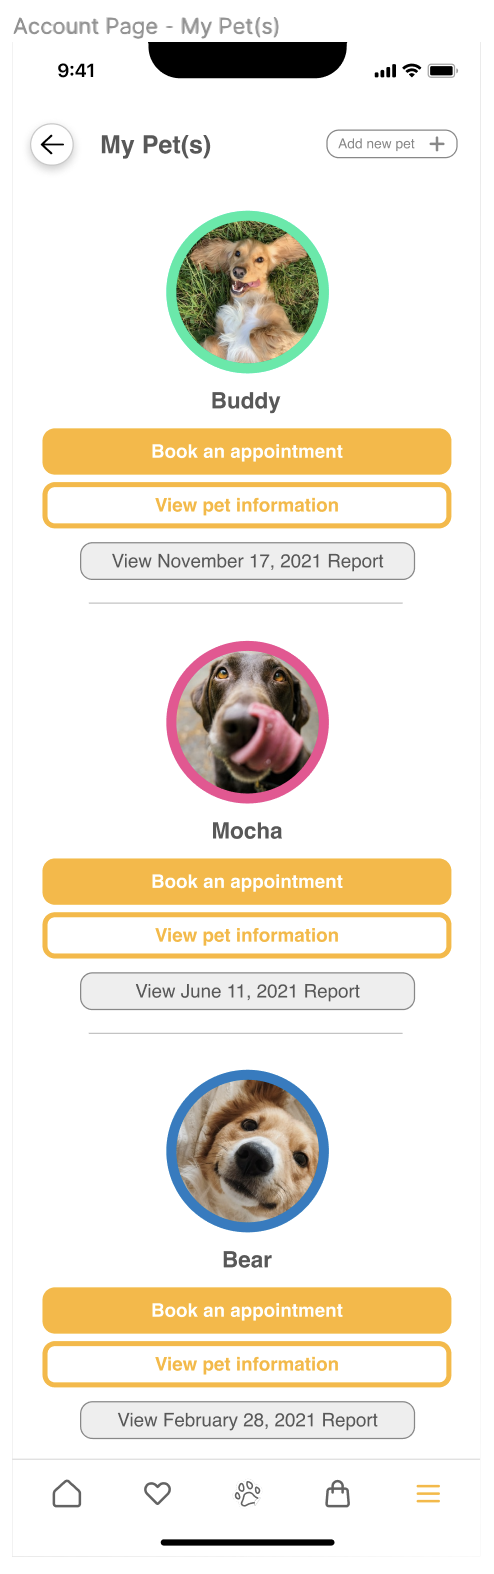 Account Page - My Pet(s)
9:41
My Pet(s)
Add new pet +
Buddy
Book an appointment
View pet information
View November 17, 2021 Report
Mocha
Book an appointment
View pet information
View June 11, 2021 Report
Bear
Book an appointment
View pet information
View February 28, 2021 Report